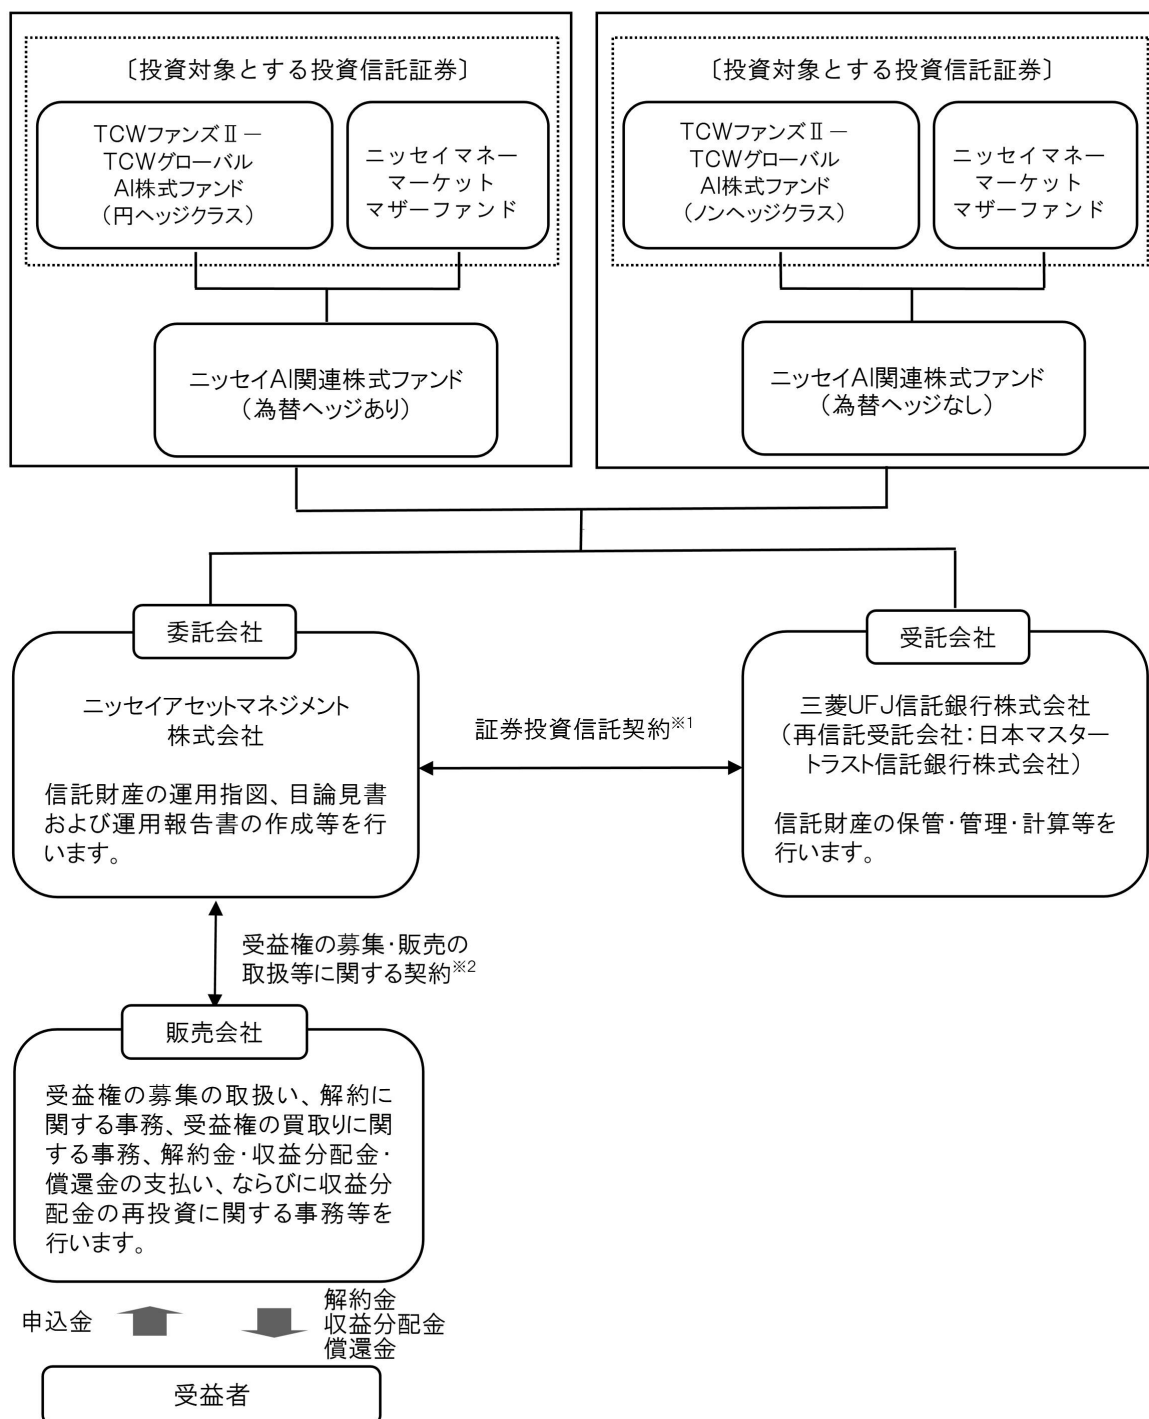 〔投資対象とする投資信託証券〕
TCWファンズⅡ－
TCWグローバル
AI株式ファンド
（円ヘッジクラス）
ニッセイマネー
マーケット
マザーファンド
ニッセイAI関連株式ファンド
（為替ヘッジあり）
〔投資対象とする投資信託証券〕
TCWファンズⅡ－
TCWグローバル
AI株式ファンド
（ノンヘッジクラス）
ニッセイマネー
マーケット
マザーファンド
ニッセイAI関連株式ファンド
（為替ヘッジなし）
委託会社
ニッセイアセットマネジメント
株式会社
信託財産の運用指図、目論見書
および運用報告書の作成等を行
います。
証券投資信託契約※1
受託会社
三菱UFJ信託銀行株式会社
（再信託受託会社：日本マスター
トラスト信託銀行株式会社）
信託財産の保管・管理・計算等を
行います。
受益権の募集・販売の
取扱等に関する契約※2
販売会社
受益権の募集の取扱い、解約に
関する事務、受益権の買取りに関
する事務、解約金・収益分配金・
償還金の支払い、ならびに収益分
配金の再投資に関する事務等を
行います。
申込金
解約金
収益分配金
償還金
受益者